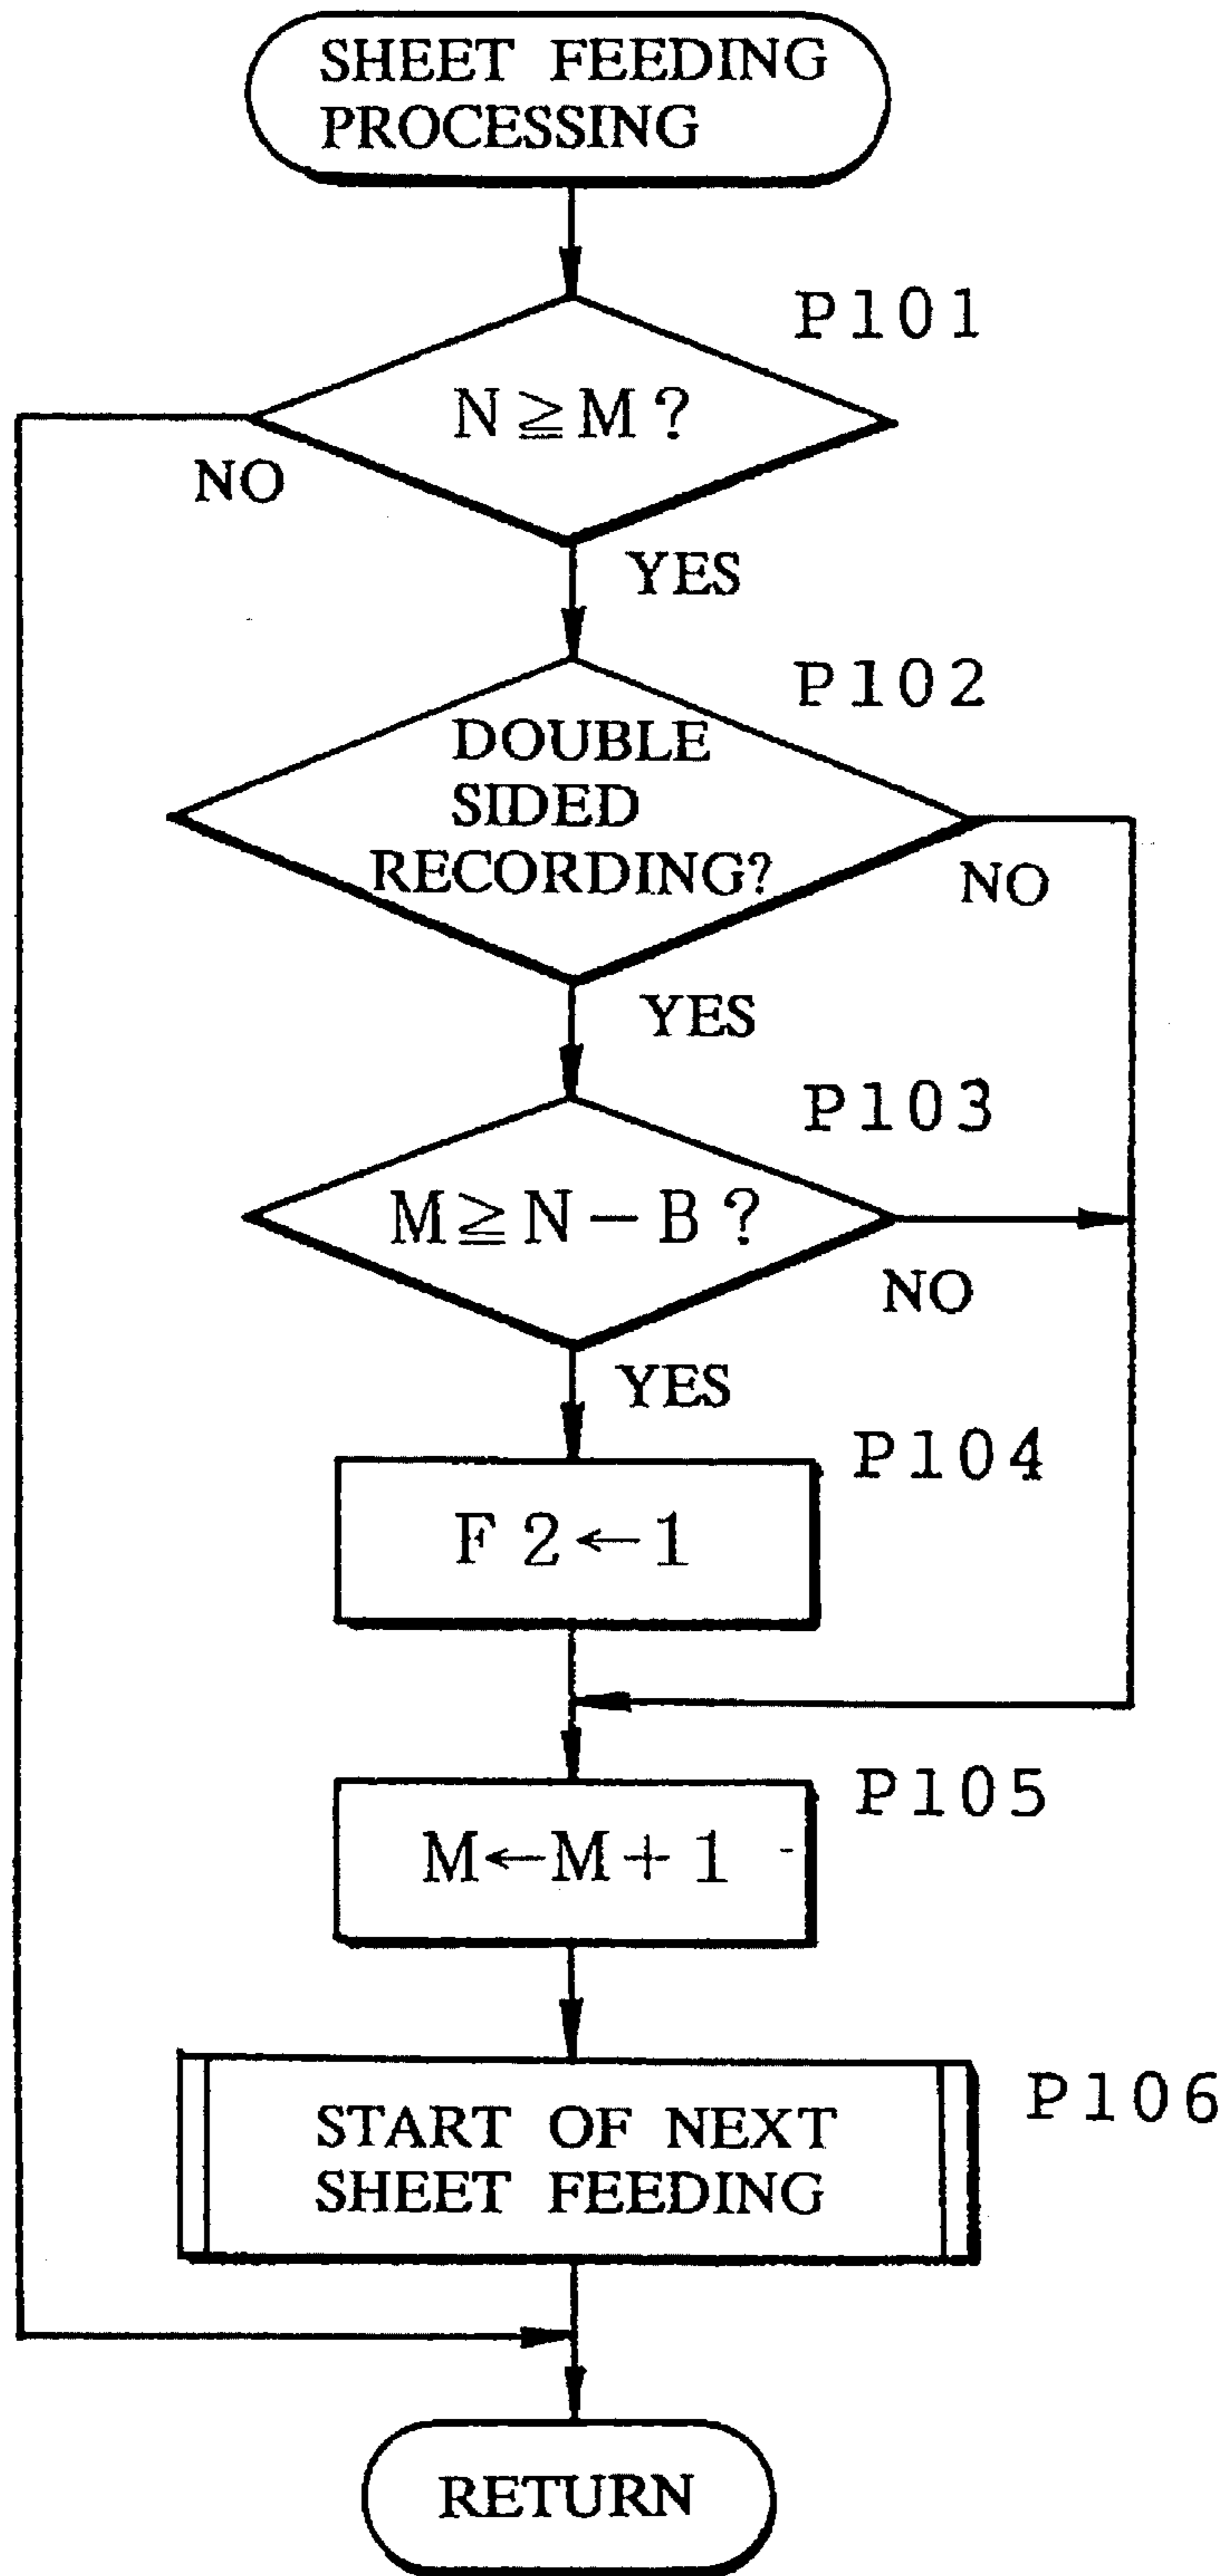 SHEET FEEDING
PROCESSING
P101
N≧M?
NO
YES
P102
DOUBLE
SIDED
RECORDING?
NO
YES
P103
M≧N-B?
NO
YES
P104
F2←1
P105
M←M+1
P106
START OF NEXT
SHEET FEEDING
RETURN